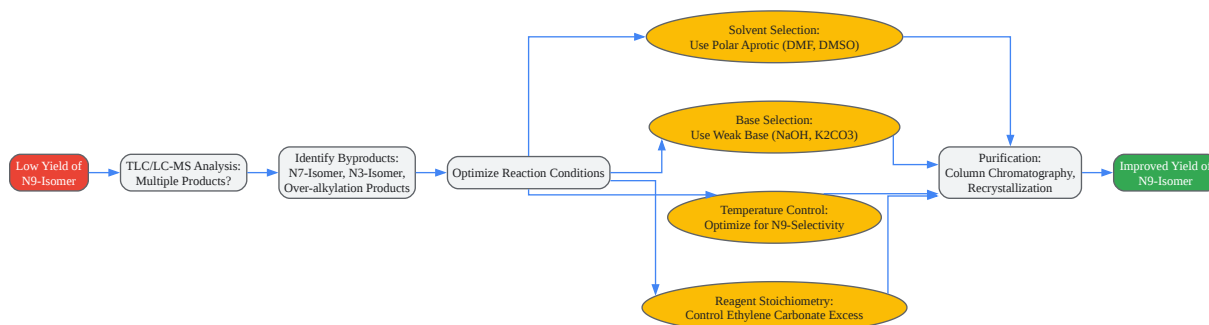 Low Yield of
N9-Isomer
TLC/LC-MS Analysis:
Multiple Products?
Identify Byproducts:
N7-Isomer, N3-Isomer,
Over-alkylation Products
Optimize Reaction Conditions
Solvent Selection:
Use Polar Aprotic (DMF, DMSO)
Base Selection:
Use Weak Base (NaOH, K2CO3)
Temperature Control:
Optimize for N9-Selectivity
Reagent Stoichiometry:
Control Ethylene Carbonate Excess
Purification:
Column Chromatography,
Recrystallization
Improved Yield of
N9-Isomer